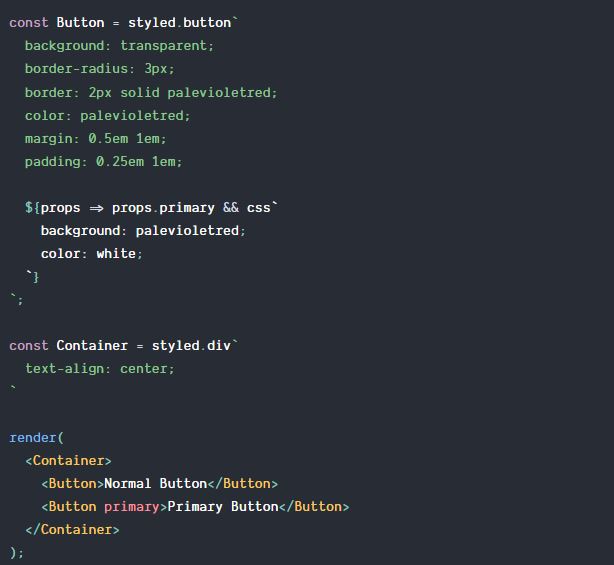 const Button = styled.button`
  background: transparent;
  border-radius: 3px;
  border: 2px solid palevioletred;
  color: palevioletred;
  margin: 0.5em 1em;
  padding: 0.25em 1em;

  ${props => props.primary && css`
    background: palevioletred;
    color: white;
  `}
`;

const Container = styled.div`
  text-align: center;
`

render(
  <Container>
    <Button>Normal Button</Button>
    <Button primary>Primary Button</Button>
  </Container>
);